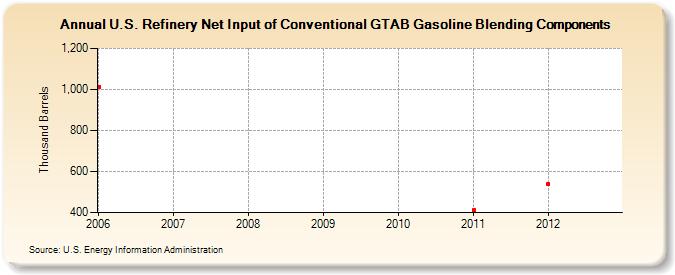 Annual U.S. Refinery Net Input of Conventional GTAB Gasoline Blending Components
Thousand Barrels
1,200
1,000
800
600
400
2006 2007 2008 2009 2010 2011 2012
Source: U.S. Energy Information Administration